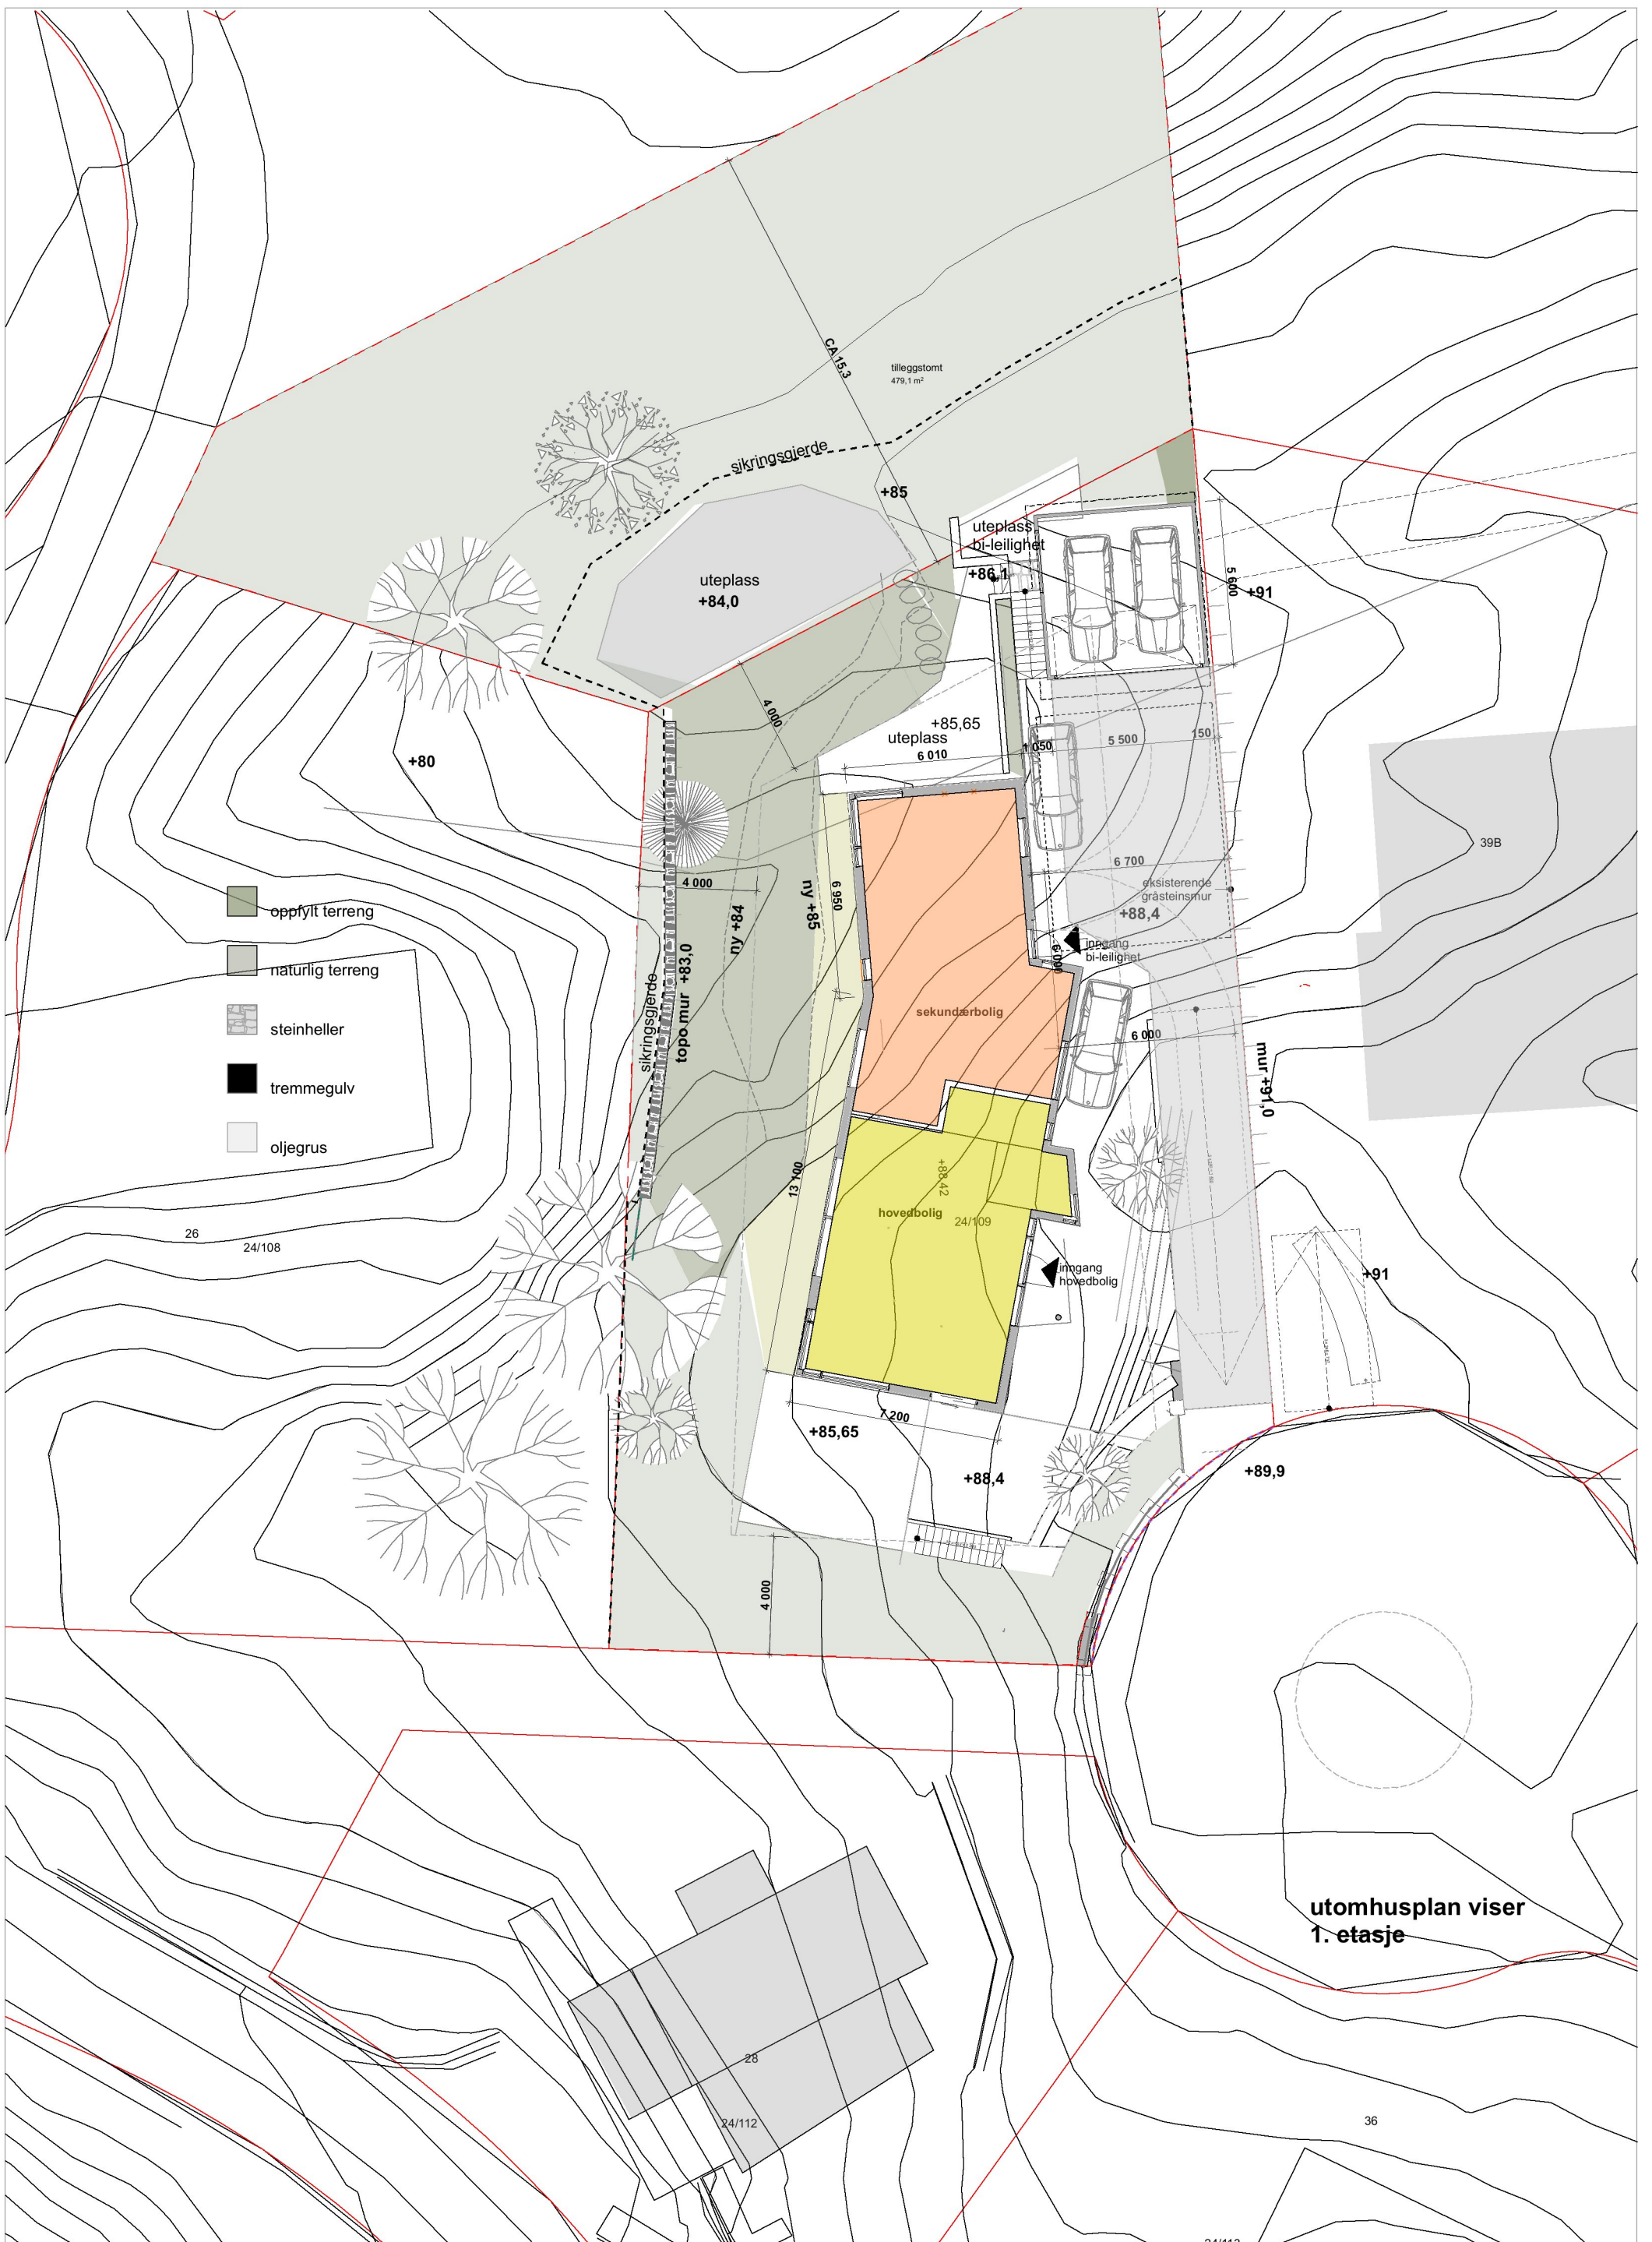 CA 15,3
tilleggstomt
479,1 m²
sikringsgjerde
+85
uteplass
bi-leilighet
+86,1
uteplass
+84,0
5 600
+91
4 000
+85,65
uteplass
6 010
1 050
5 500
150
+80
39B
6 700
eksisterende
gråsteinsmur
+88,4
4 000
ny +84
ny +85
6 950
oppfylt terreng
naturlig terreng
steinheller
tremmegulv
oljegrus
inngang
bi-leilighet
6 000
sikringsgjerde
topo mur +83,0
sekundærbolig
6 000
mur +91,0
13 100
+88,42
hovedbolig
24/109
26
24/108
inngang
hovedbolig
+91
7 200
+85,65
+88,4
+89,9
4 000
utomhusplan viser
1. etasje
28
24/112
36